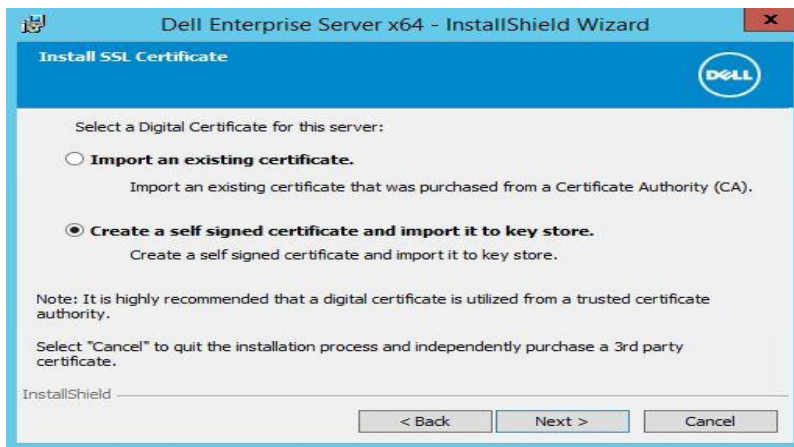 Dell Enterprise Server x64 - InstallShield Wizard
x
Install SSL Certificate
DELL
Select a Digital Certificate for this server:
Import an existing certificate.
Import an existing certificate that was purchased from a Certificate Authority (CA).
Create a self signed certificate and import it to key store.
Create a self signed certificate and import it to key store.
Note: It is highly recommended that a digital certificate is utilized from a trusted certificate
authority.
Select "Cancel" to quit the installation process and independently purchase a 3rd party
certificate.
InstallShield
< Back Next > Cancel